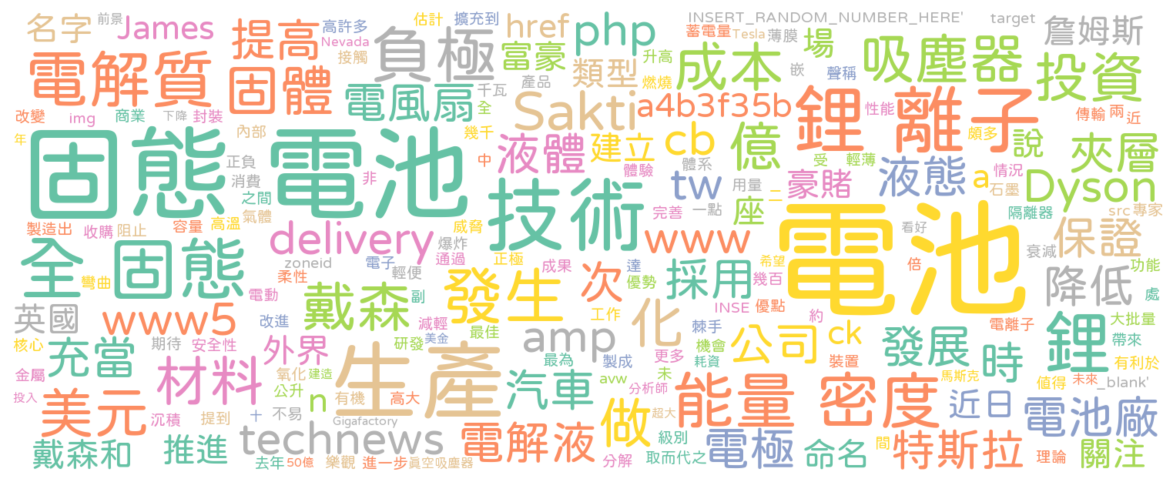 名字 前景 James 提高 高許多 估計 擴充到 href php INSERT_RANDOM_NUMBER_HERE' target 詹姆斯
Nevada 接觸 負極 富豪 蓄電量 Tesla 薄膜 吸塵器 投資
電解質 固體 電風扇 千瓦 產品 類型 升高 成本 嵌 聲稱 場
改變 img 商業 下降 封裝 全 Sakti 燃燒 a4b3f35b 鋰 離子 性能 傳輸 兩 近
年 內部 幾千 液體 建立 cb 億 頗多 說 夾層
固態 電池 正負 中 體驗 體系 受 輕薄 情況
消費 非 技術 tw 用量 二 豪賭 液態 a 石墨 Dyson
之間 完善 一點 座 電池 隔離器 src 專家
製造出 收購 阻止 容量 高溫 氣體 delivery 爆炸 威脅 www 看好 衰減 保證
全 固態 zoneid 電子 通過 正極 成果 達 希望 倍 功能
彎曲 柔性 輕便 發生 次 優勢 採用 幾百 降低 處
英國 www5 電動 戴森 副 工作 INSE 優點 約 電離子 大批量
核心 充當 改進 減輕 美金 amp 化 棘手 公司 ck 發展 時 鋰 帶來
期待 安全性 外界 研發 最佳 機會 有利於
金屬 材料 氧化 建造 生產 最為 製成 更多 耗資 裝置 馬斯克 值得 未來 _blank'
投入 美元 公升 n 有機 高大 汽車 avw 未 分析師 能量 密度 近日 電池廠
沉積 提到 十 不易 Gigafactory 做 超大
戴森和 推進 technews 電解液 級別 電極 命名 間 特斯拉 理論 關注
去年 50億 樂觀 進一步 真空吸塵器 分解 取而代之